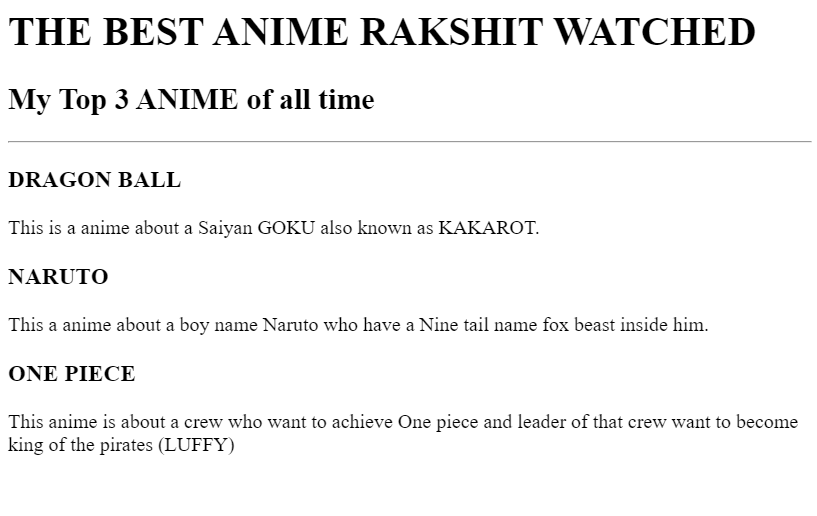 THE BEST ANIME RAKSHIT WATCHED
My Top 3 ANIME of all time
DRAGON BALL
This is a anime about a Saiyan GOKU also known as KAKAROT.
NARUTO
This a anime about a boy name Naruto who have a Nine tail name fox beast inside him.
ONE PIECE
This anime is about a crew who want to achieve One piece and leader of that crew want to become
king of the pirates (LUFFY)